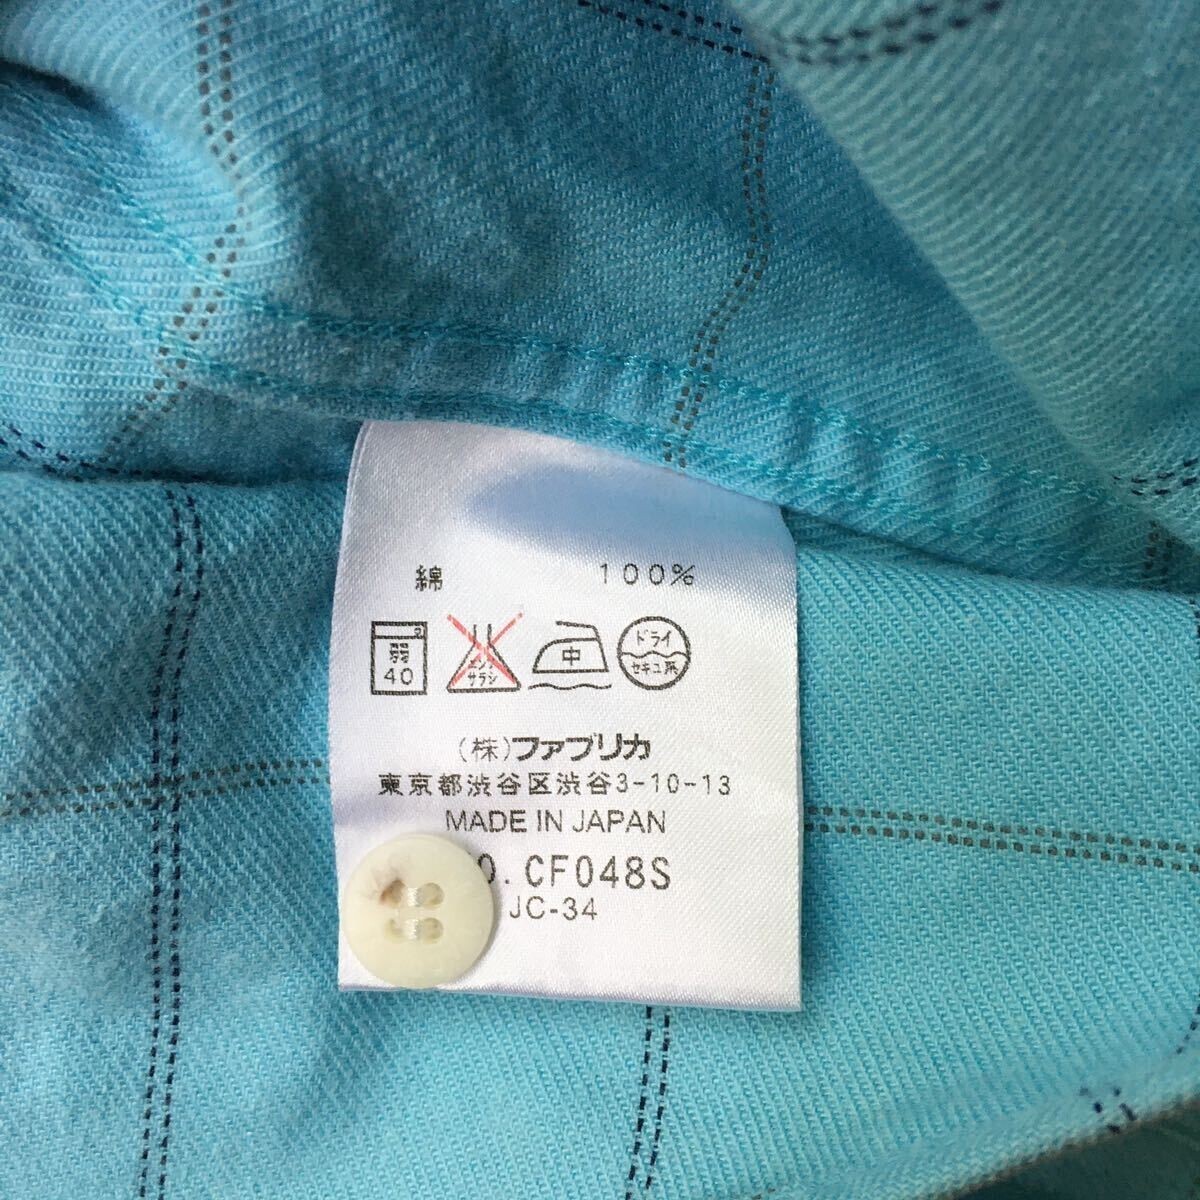 綿 100%
弱 40
エンソ サラシ
中
ドライ セキユ系
(株)ファブリカ
東京都渋谷区渋谷3-10-13
MADE IN JAPAN
CF048S
JC-34